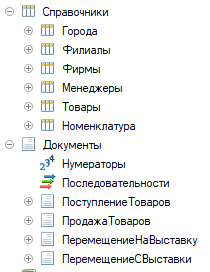 Справочники
Города
Филиалы
Фирмы
Менеджеры
Товары
Номенклатура
Документы
Нумераторы
Последовательности
ПоступлениеТоваров
ПродажаТоваров
ПеремещениеНаВыставку
ПеремещениеСВыставки